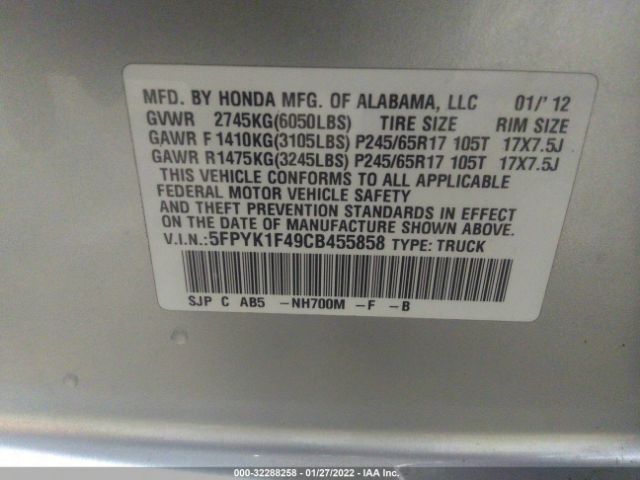 MFD. BY HONDA MFG. OF ALABAMA, LLC 01/' 12
GVWR 2745KG(6050LBS) TIRE SIZE RIM SIZE
GAWR F 1410KG(3105LBS) P245/65R17 105T 17X7.5J
GAWR R1475KG(3245LBS) P245/65R17 105T 17X7.5J
THIS VEHICLE CONFORMS TO ALL APPLICABLE
FEDERAL MOTOR VEHICLE SAFETY
AND THEFT PREVENTION STANDARDS IN EFFECT
ON THE DATE OF MANUFACTURE SHOWN ABOVE.
V.I.N.:5FPYK1F49CB455858 TYPE: TRUCK
SJP C AB5 -NH700M -F -B
000-32288258 - 01/27/2022 - IAA Inc.